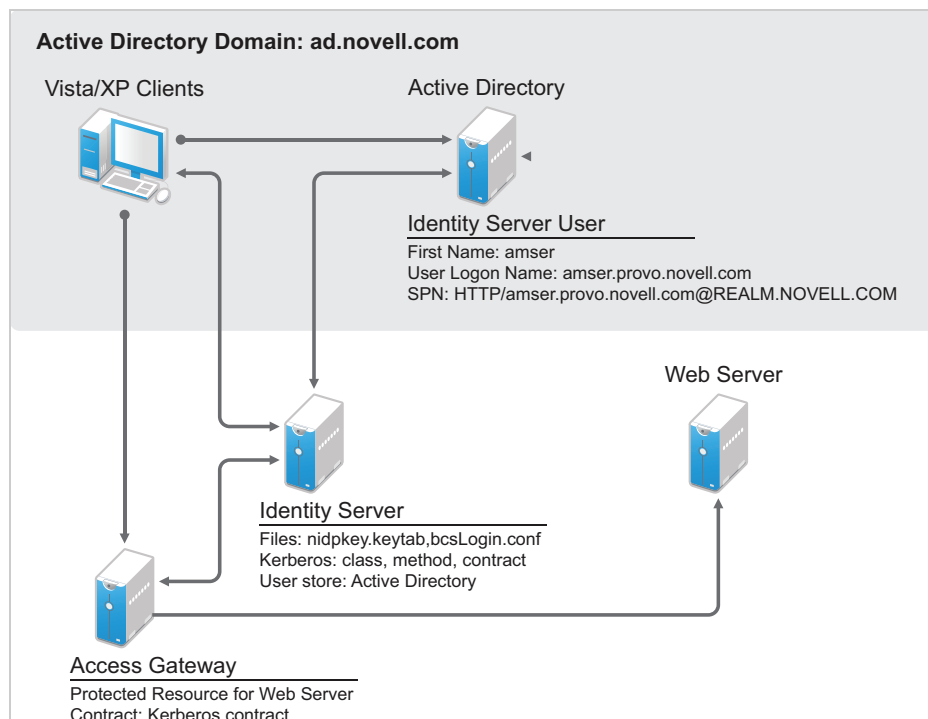 Active Directory Domain: ad.novell.com
Vista/XP Clients
Active Directory
Identity Server User
First Name: amser
User Logon Name: amser.provo.novell.com
SPN: HTTP/amser.provo.novell.com@REALM.NOVELL.COM
Web Server
Identity Server
Files: nidpkey.keytab,bcsLogin.conf
Kerberos: class, method, contract
User store: Active Directory
Access Gateway
Protected Resource for Web Server
Contract: Kerberos contract